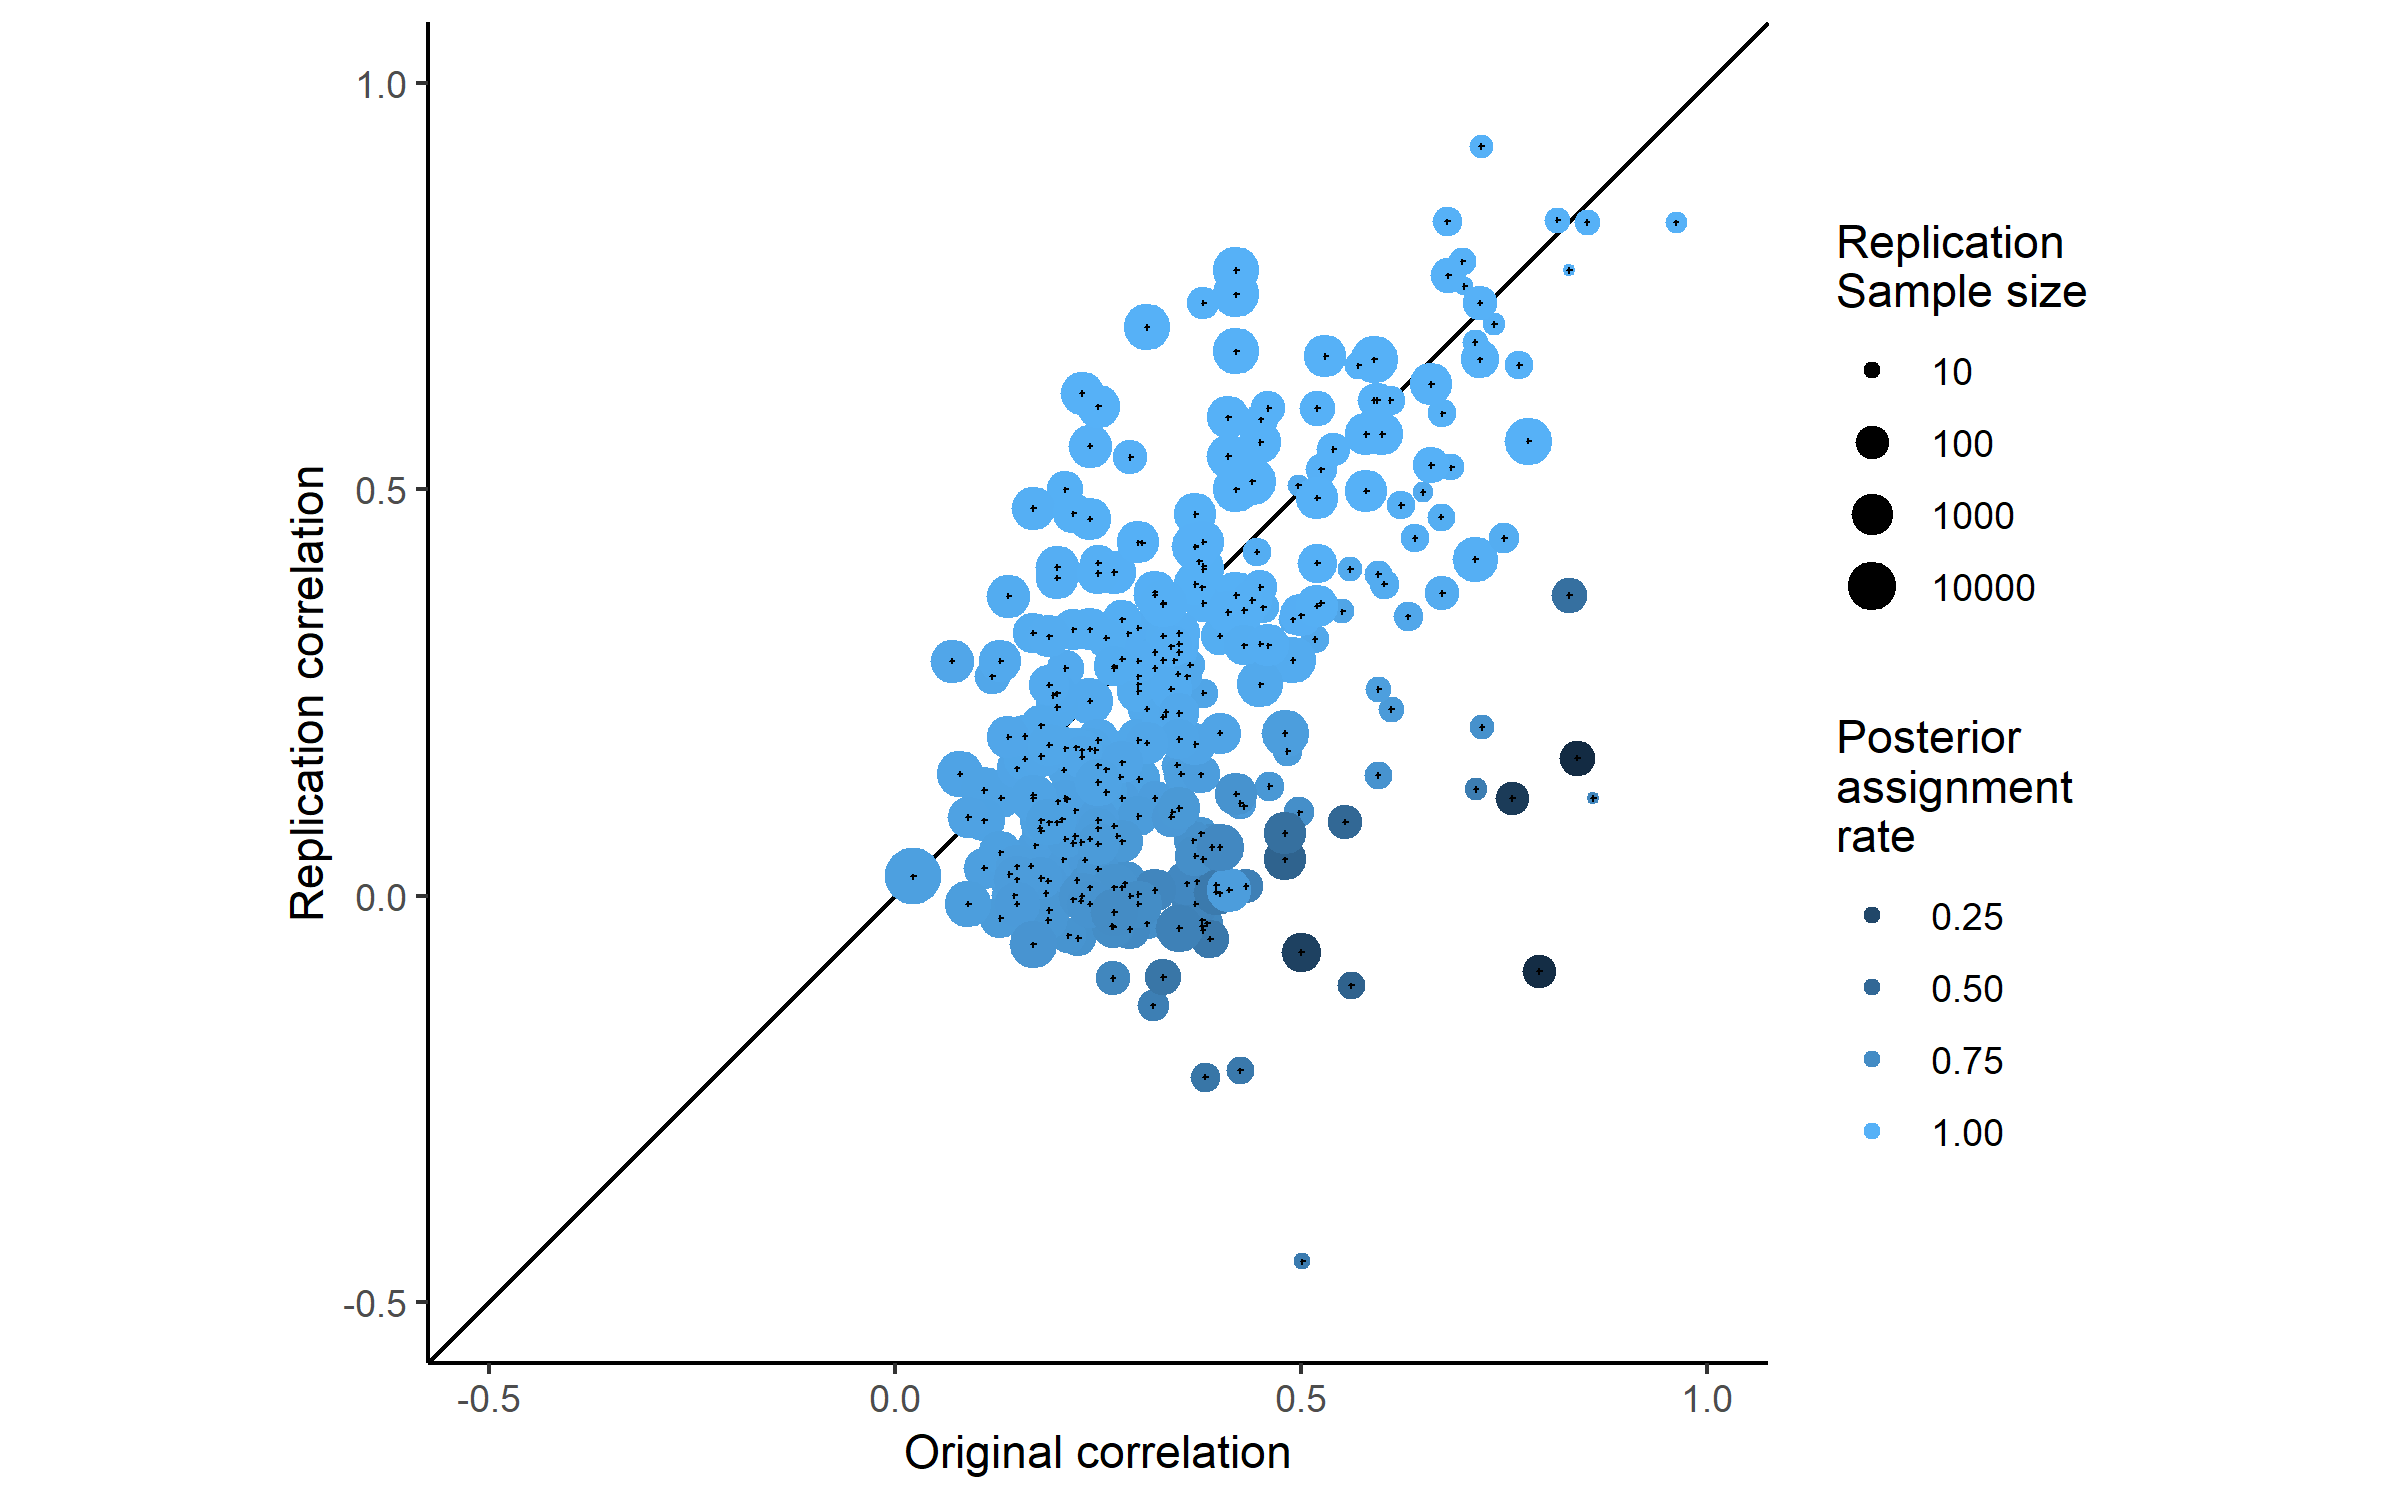 1.0
0.5
0.0
-0.5
Replication correlation
-0.5
0.0
0.5
1.0
Original correlation
Replication
Sample size
10
100
1000
10000
Posterior
assignment
rate
0.25
0.50
0.75
1.00